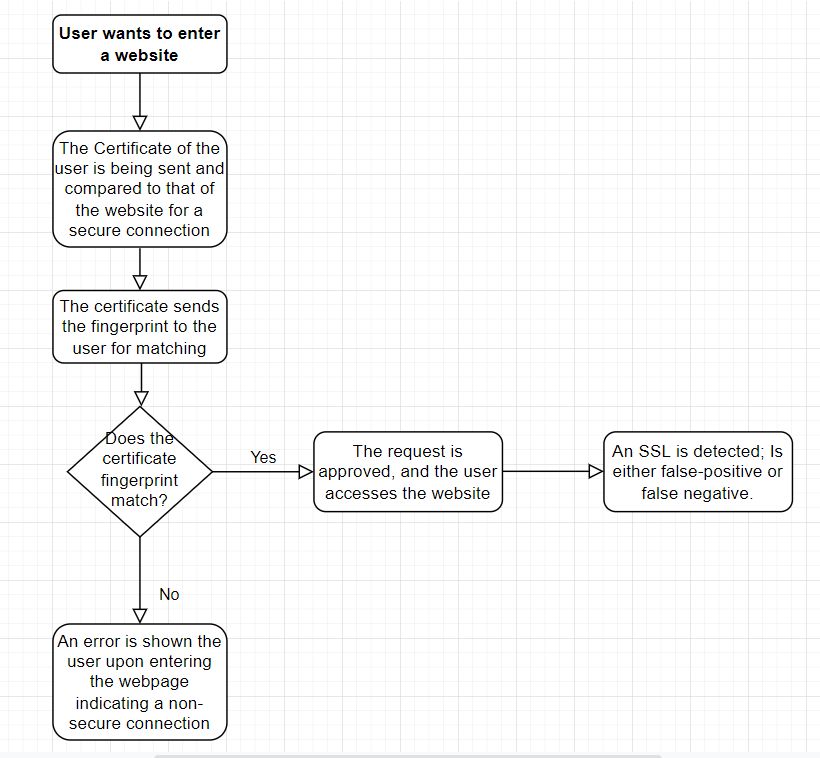 User wants to enter
a website
The Certificate of the
user is being sent and
compared to that of
the website for a
secure connection
The certificate sends
the fingerprint to the
user for matching
Does the
certificate
fingerprint
match?
Yes
The request is
approved, and the user
accesses the website
An SSL is detected; Is
either false-positive or
false negative.
No
An error is shown the
user upon entering
the webpage
indicating a non-
secure connection